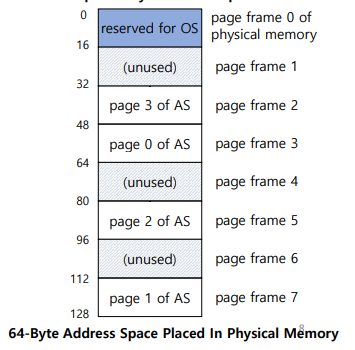 0
reserved for OS
page frame 0 of
physical memory
16
(unused)
page frame 1
32
page 3 of AS
page frame 2
48
page 0 of AS
page frame 3
64
(unused)
page frame 4
80
page 2 of AS
page frame 5
96
(unused)
page frame 6
112
page 1 of AS
page frame 7
128
8
64-Byte Address Space Placed In Physical Memory